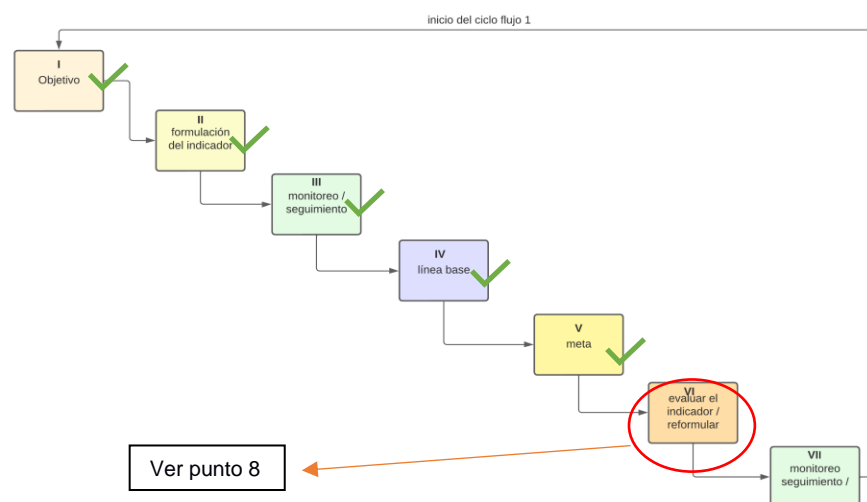 inicio del ciclo flujo 1
I
Objetivo
II
formulación
del indicador
III
monitoreo /
seguimiento
IV
línea base
V
meta
VI
evaluar el
indicador /
reformular
VII
monitoreo
seguimiento /
Ver punto 8